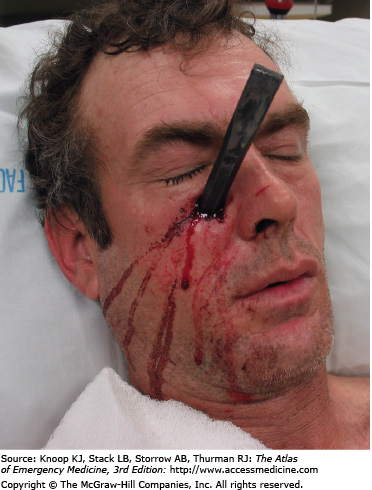 FAC
Source: Knoop KJ, Stack LB, Storrow AB, Thurman RJ: The Atlas
of Emergency Medicine, 3rd Edition: http://www.accessmedicine.com
Copyright © The McGraw-Hill Companies, Inc. All rights reserved.